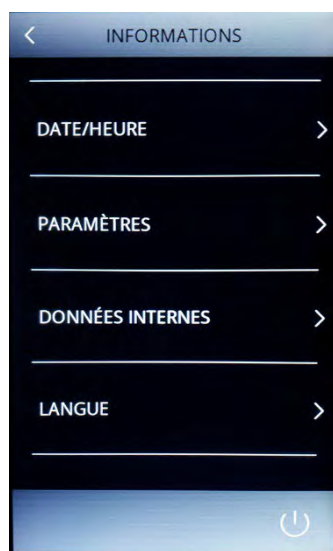 INFORMATIONS
DATE/HEURE
PARAMÈTRES
DONNÉES INTERNES
LANGUE